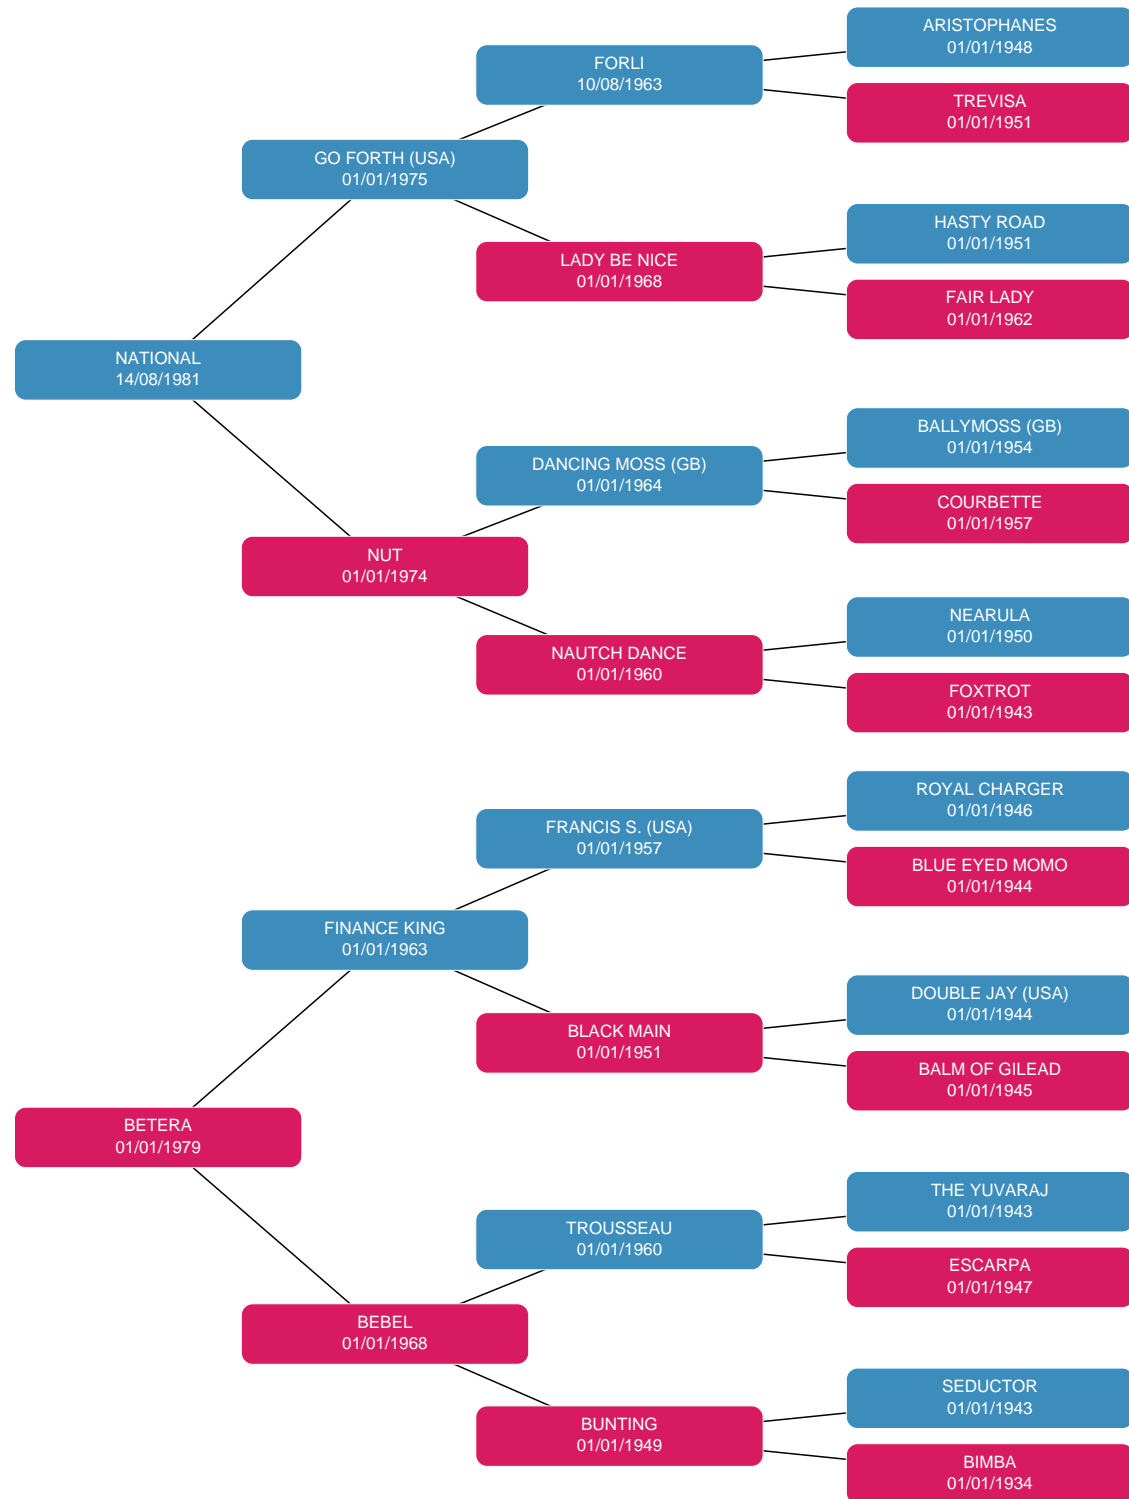 ARISTOPHANES
01/01/1948
FORLI
10/08/1963
TREVISA
01/01/1951
GO FORTH (USA)
01/01/1975
HASTY ROAD
01/01/1951
LADY BE NICE
01/01/1968
FAIR LADY
01/01/1962
NATIONAL
14/08/1981
BALLYMOSS (GB)
01/01/1954
DANCING MOSS (GB)
01/01/1964
COURBETTE
01/01/1957
NUT
01/01/1974
NEARULA
01/01/1950
NAUTCH DANCE
01/01/1960
FOXTROT
01/01/1943
ROYAL CHARGER
01/01/1946
FRANCIS S. (USA)
01/01/1957
BLUE EYED MOMO
01/01/1944
FINANCE KING
01/01/1963
DOUBLE JAY (USA)
01/01/1944
BLACK MAIN
01/01/1951
BALM OF GILEAD
01/01/1945
BETERA
01/01/1979
THE YUVARAJ
01/01/1943
TROUSSEAU
01/01/1960
ESCARPA
01/01/1947
BEBEL
01/01/1968
SEDUCTOR
01/01/1943
BUNTING
01/01/1949
BIMBA
01/01/1934